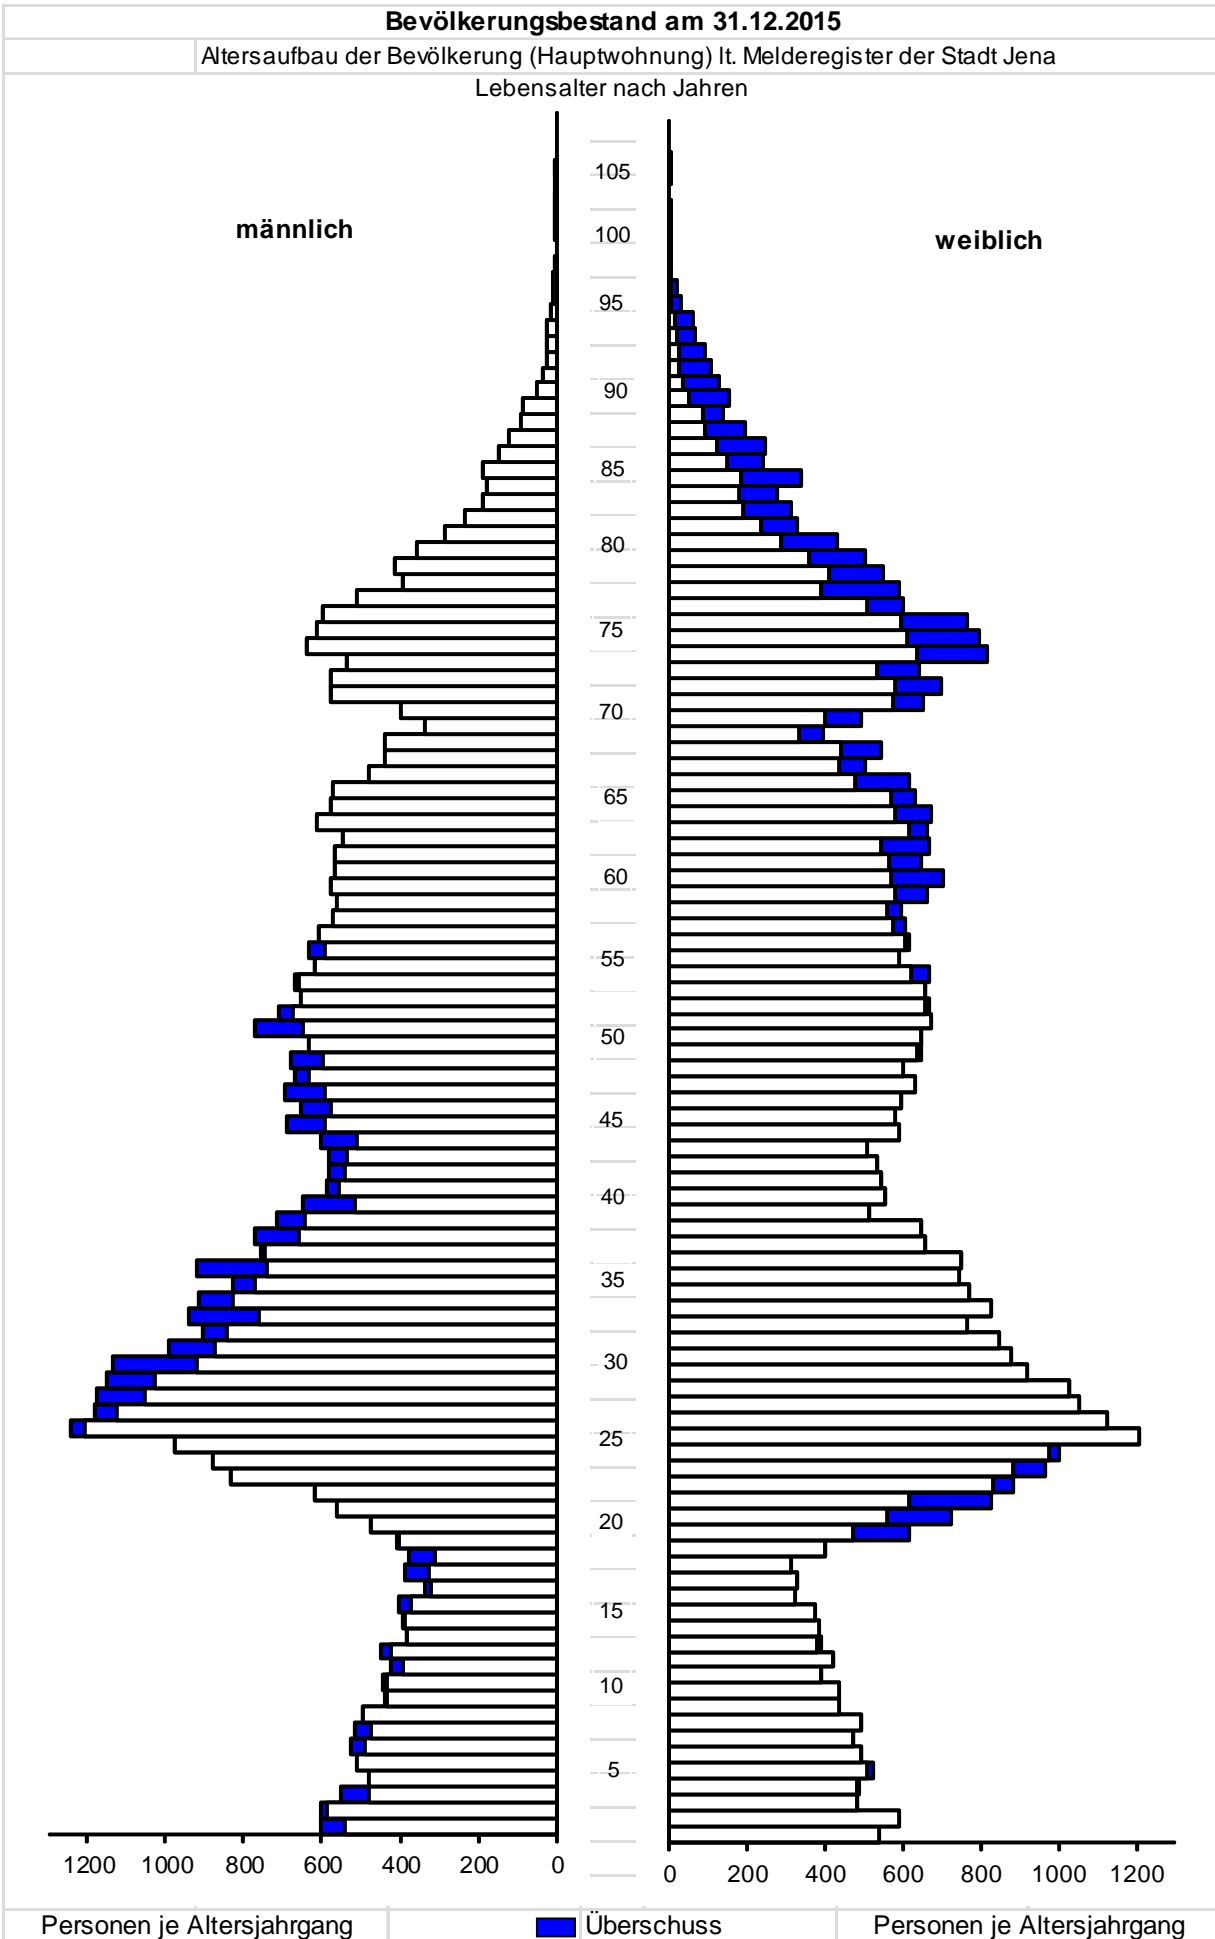 Bevölkerungsbestand am 31.12.2015
Altersaufbau der Bevölkerung (Hauptwohnung) lt. Melderegister der Stadt Jena
Lebensalter nach Jahren
männlich
weiblich
105
100
95
90
85
80
75
70
65
60
55
50
45
40
35
30
25
20
15
10
5
1200 1000 800 600 400 200 0
0 200 400 600 800 1000 1200
Personen je Altersjahrgang Überschuss Personen je Altersjahrgang